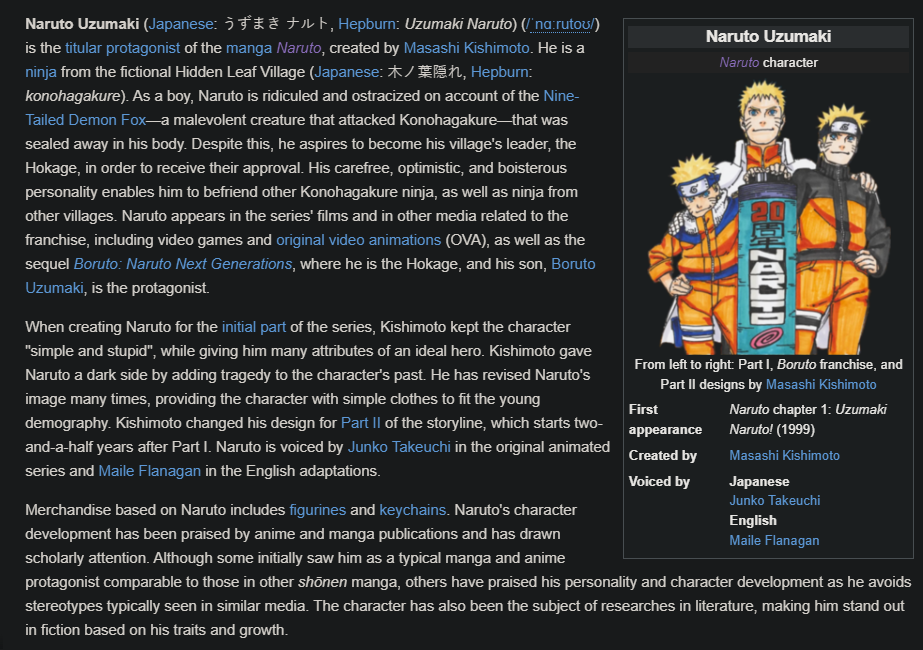 Naruto Uzumaki (Japanese: うずまき ナルト, Hepburn: Uzumaki Naruto) (/ˈnɑːrutoʊ/)
is the titular protagonist of the manga Naruto, created by Masashi Kishimoto. He is a
ninja from the fictional Hidden Leaf Village (Japanese: 木ノ葉隠れ, Hepburn:
konohagakure). As a boy, Naruto is ridiculed and ostracized on account of the Nine-
Tailed Demon Fox—a malevolent creature that attacked Konohagakure—that was
sealed away in his body. Despite this, he aspires to become his village's leader, the
Hokage, in order to receive their approval. His carefree, optimistic, and boisterous
personality enables him to befriend other Konohagakure ninja, as well as ninja from
other villages. Naruto appears in the series' films and in other media related to the
franchise, including video games and original video animations (OVA), as well as the
sequel Boruto: Naruto Next Generations, where he is the Hokage, and his son, Boruto
Uzumaki, is the protagonist.
When creating Naruto for the initial part of the series, Kishimoto kept the character
"simple and stupid", while giving him many attributes of an ideal hero. Kishimoto gave
Naruto a dark side by adding tragedy to the character's past. He has revised Naruto's
image many times, providing the character with simple clothes to fit the young
demography. Kishimoto changed his design for Part II of the storyline, which starts two-
and-a-half years after Part I. Naruto is voiced by Junko Takeuchi in the original animated
series and Maile Flanagan in the English adaptations.
Merchandise based on Naruto includes figurines and keychains. Naruto's character
development has been praised by anime and manga publications and has drawn
scholarly attention. Although some initially saw him as a typical manga and anime
protagonist comparable to those in other shōnen manga, others have praised his personality and character development as he avoids
stereotypes typically seen in similar media. The character has also been the subject of researches in literature, making him stand out
in fiction based on his traits and growth.
Naruto Uzumaki
Naruto character
20
周年
NARUTO
From left to right: Part I, Boruto franchise, and
Part II designs by Masashi Kishimoto
First appearance
Naruto chapter 1: Uzumaki
Naruto! (1999)
Created by
Masashi Kishimoto
Voiced by
Japanese
Junko Takeuchi
English
Maile Flanagan